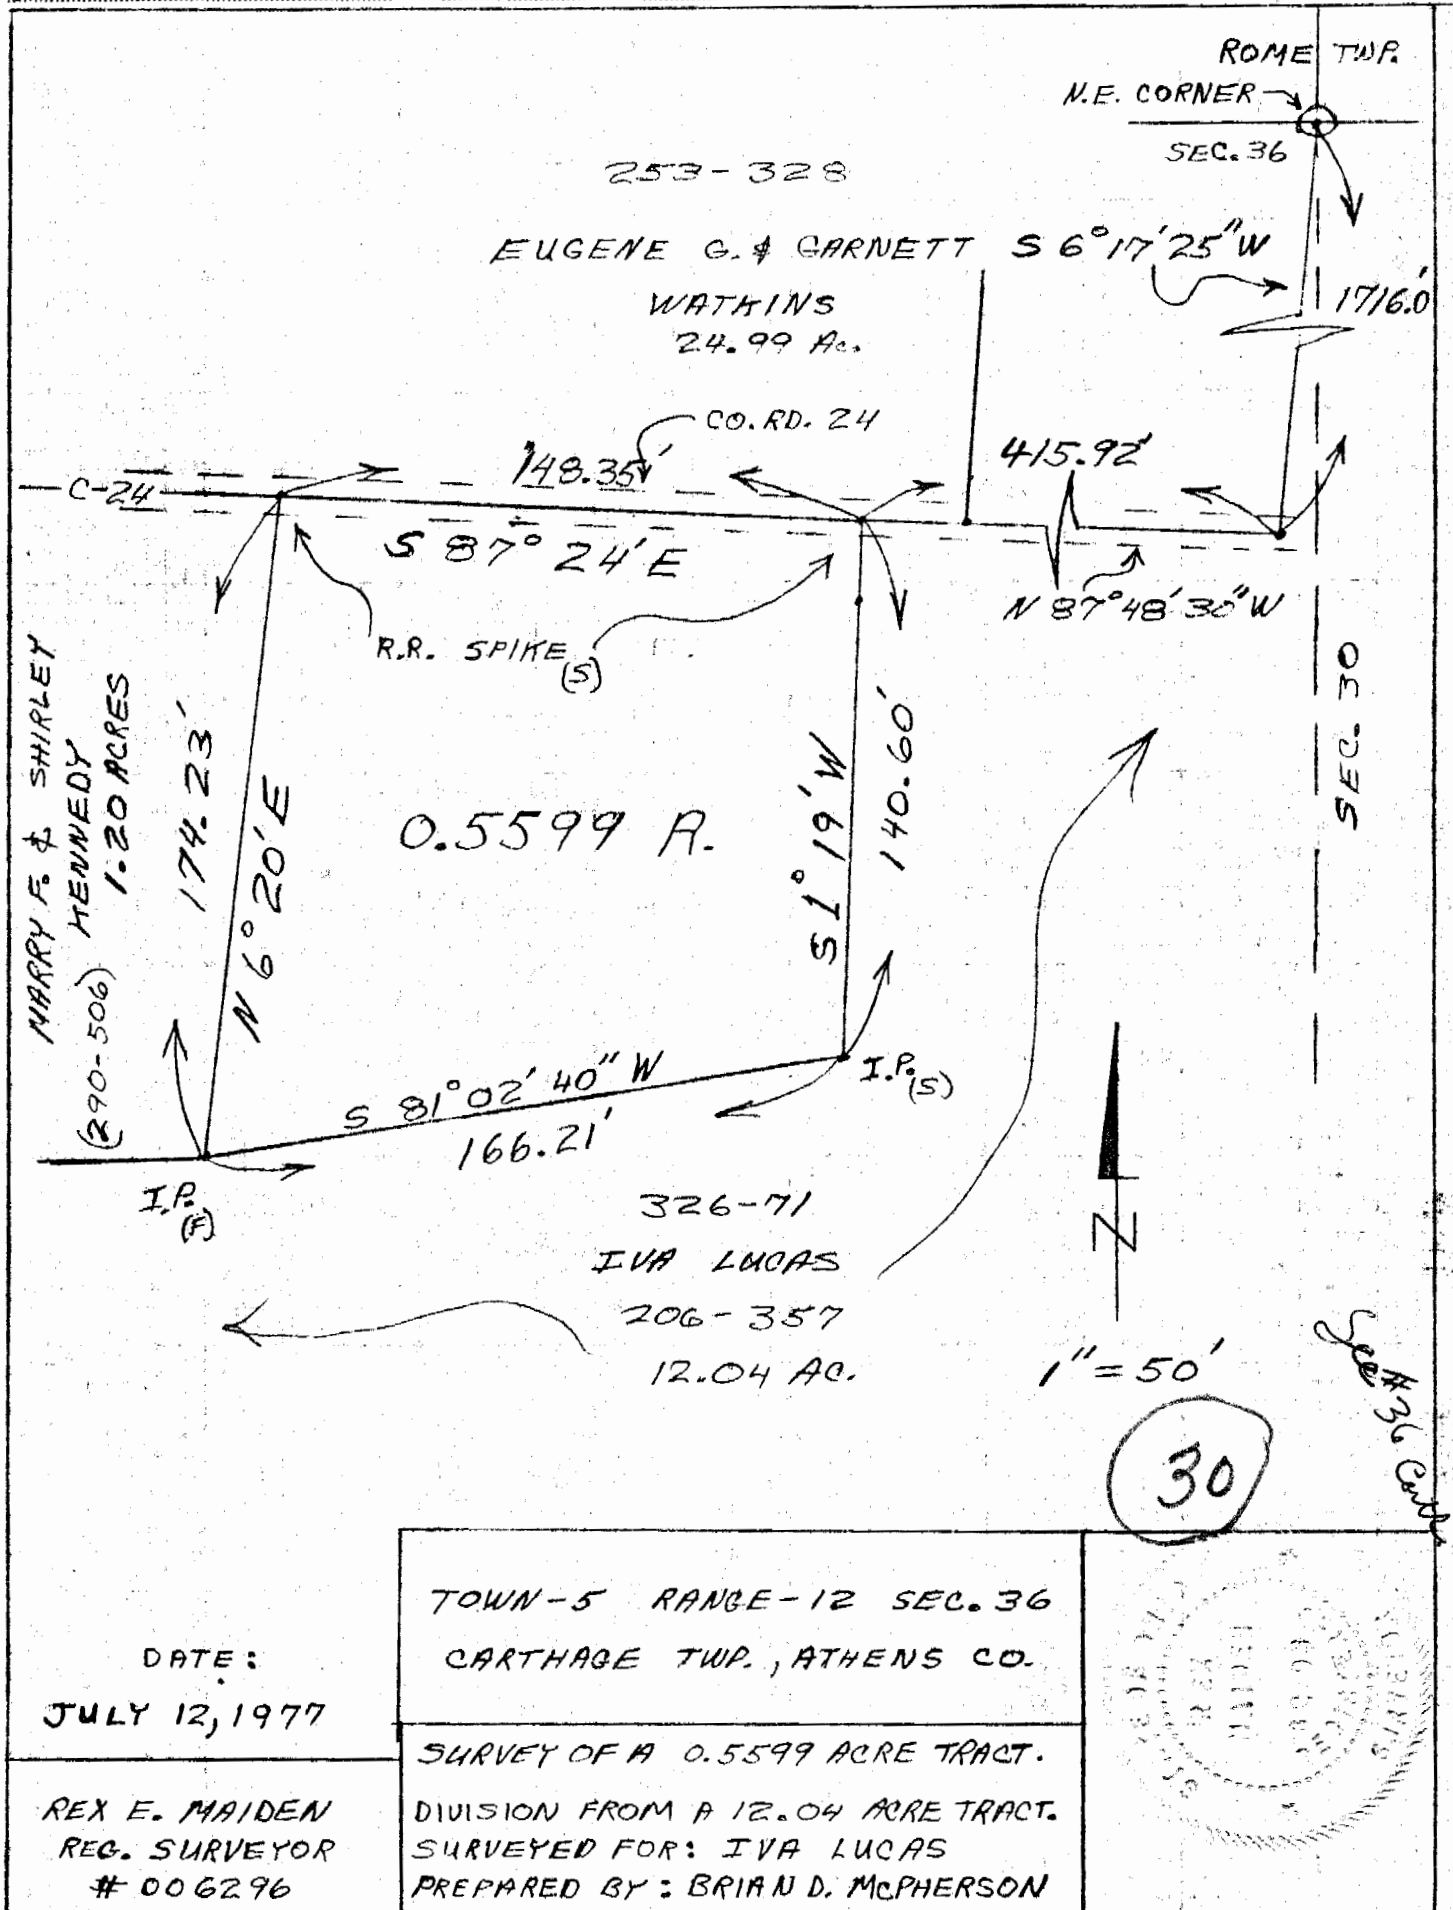 ROME TWP.
N.E. CORNER
SEC. 36
253-328
EUGENE G. & GARNETT
WATKINS
24.99 Ac.
S 6° 17' 25" W
1716.0'
CO. RD. 24
C-24
148.35'
415.92'
S 87° 24' E
N 87° 48' 30" W
R.R. SPIKE (S)
HARRY F. & SHIRLEY
KENNEDY
1.20 ACRES
(290-506)
174.23'
N 6° 20' E
0.5599 A.
S 1° 19' W
140.60'
SEC. 30
S 81° 02' 40" W
166.21'
I.P. (S)
I.P. (F)
326-71
IVA LUCAS
206-357
12.04 AC.
N
1" = 50'
See #36
30
TOWN-5 RANGE-12 SEC. 36
CARTHAGE TWP., ATHENS CO.
DATE:
JULY 12, 1977
SURVEY OF A 0.5599 ACRE TRACT.
DIVISION FROM A 12.04 ACRE TRACT.
SURVEYED FOR: IVA LUCAS
PREPARED BY: BRIAN D. McPHERSON
REX E. MAIDEN
REG. SURVEYOR
# 006296